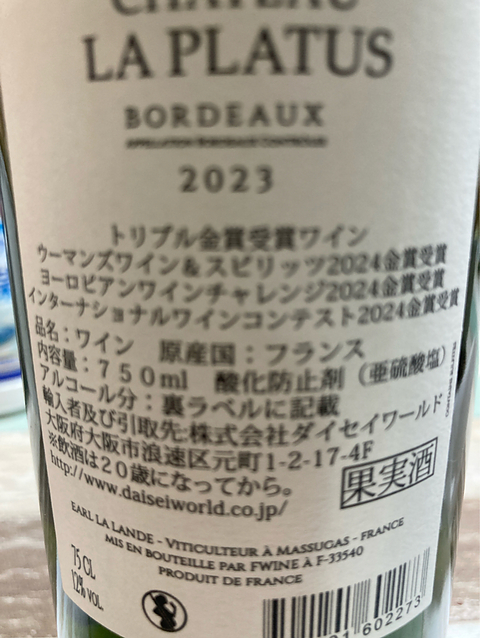 CHATEAU
LA PLATUS
BORDEAUX
APPELLATION BORDEAUX CONTRÔLÉE
2023
トリプル金賞受賞ワイン
ウーマンズワイン＆スピリッツ2024金賞受賞
ヨーロピアンワインチャレンジ2024金賞受賞
インターナショナルワインコンテスト2024金賞受賞
品名：ワイン　原産国：フランス
内容量：７５０ml　酸化防止剤（亜硫酸塩）
アルコール分：裏ラベルに記載
輸入者及び引取先:株式会社ダイセイワールド
大阪府大阪市浪速区元町1-2-17-4F
※飲酒は２０歳になってから。
http://www.daiseiworld.co.jp/
果実酒
EARL LA LANDE - VITICULTEUR À MASSUGAS - FRANCE
MIS EN BOUTEILLE PAR FWINE À F-33540
PRODUIT DE FRANCE
75 CL
12% VOL.
602273